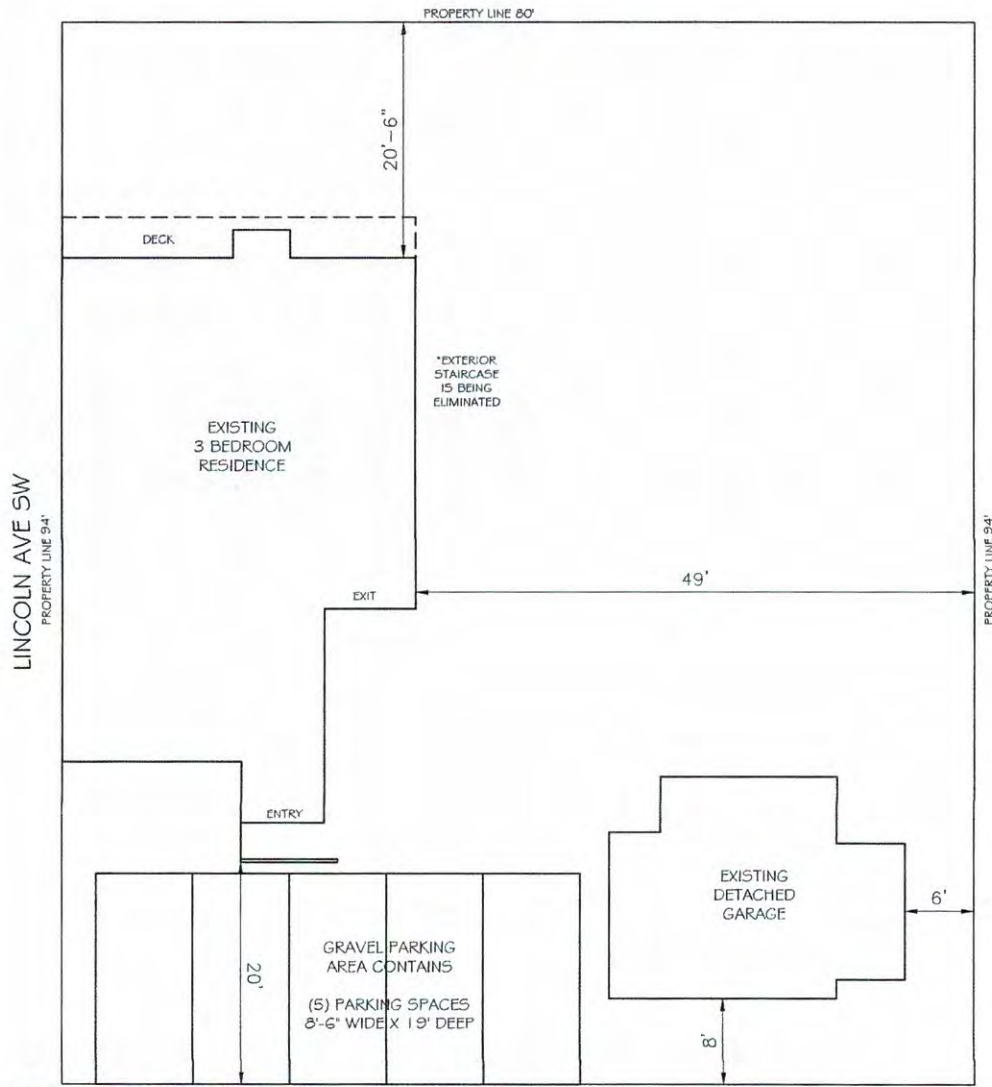 PROPERTY LINE 80'
20'-6"
DECK
*EXTERIOR
STAIRCASE
IS BEING
ELIMINATED
EXISTING
3 BEDROOM
RESIDENCE
LINCOLN AVE SW
PROPERTY LINE 94'
49'
PROPERTY LINE 94'
EXIT
ENTRY
EXISTING
DETACHED
GARAGE
6'
GRAVEL PARKING
AREA CONTAINS
(5) PARKING SPACES
8'-6" WIDE X 19' DEEP
20'
8'